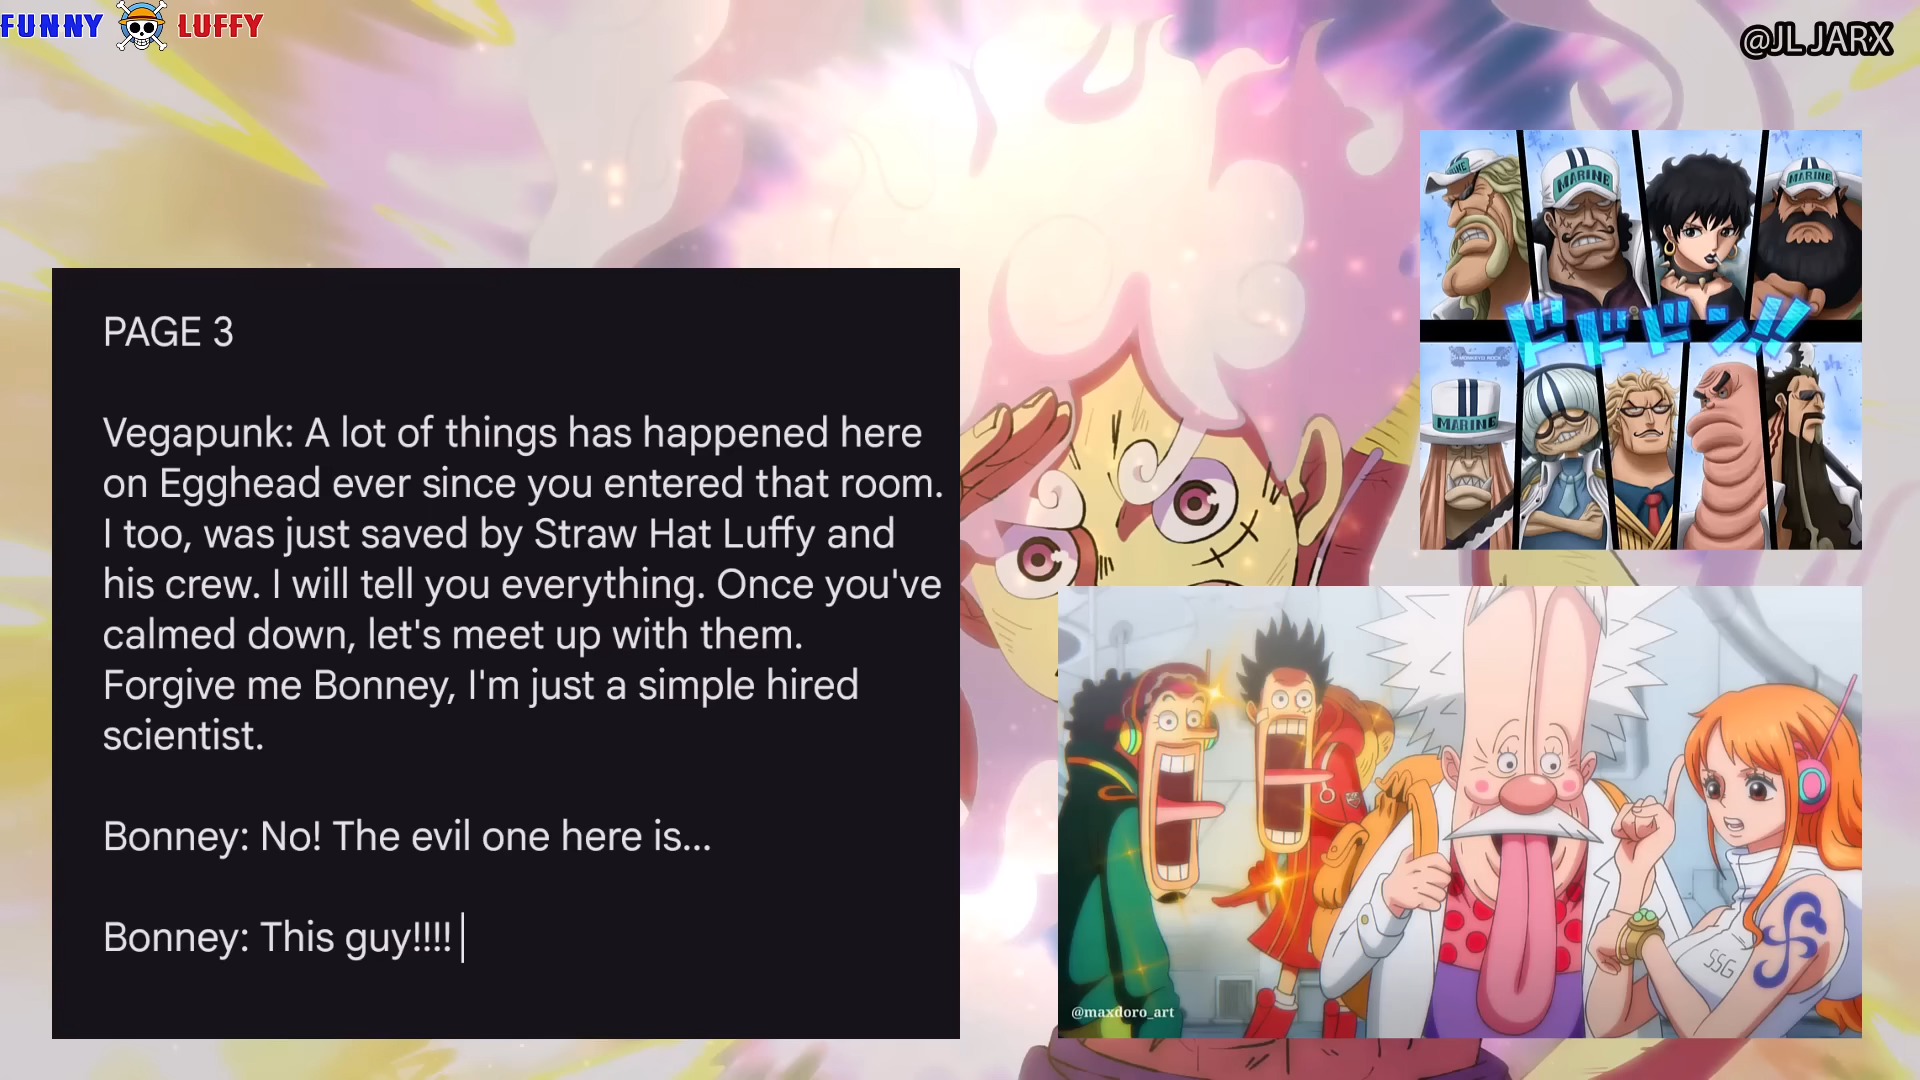 FUNNY LUFFY
@JL JARX
PAGE 3
Vegapunk: A lot of things has happened here
on Egghead ever since you entered that room.
I too, was just saved by Straw Hat Luffy and
his crew. I will tell you everything. Once you've
calmed down, let's meet up with them.
Forgive me Bonney, I'm just a simple hired
scientist.
Bonney: No! The evil one here is...
Bonney: This guy!!!!
MARINE
MARINE
ドドドン!!
MARINE
SSG
@maxdoro_art